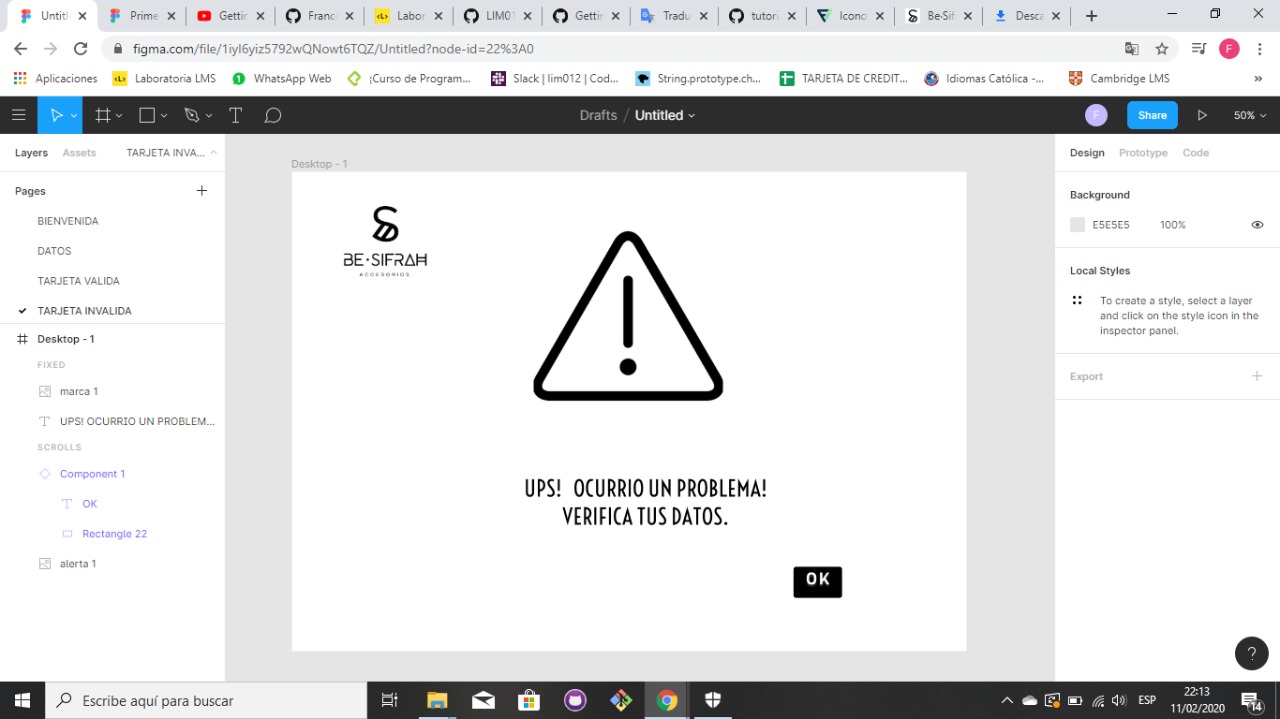 Untitl
Prime
Gettin
Franc
Labor
LIM01
Gettin
Tradu
tutori
Icono
Be·Sif
Desca
figma.com/file/1iyI6yiz5792wQNowt6TQZ/Untitled?node-id=22%3A0
F
Aplicaciones
Laboratoria LMS
WhatsApp Web
¡Curso de Program...
Slack | lim012 | Cod...
String.prototype.ch...
TARJETA DE CREDIT...
Idiomas Católica -...
Cambridge LMS
»
Drafts / Untitled
F
Share
50%
Layers
Assets
TARJETA INVA...
Design
Prototype
Code
Pages
BIENVENIDA
DATOS
TARJETA VALIDA
TARJETA INVALIDA
Desktop - 1
FIXED
marca 1
UPS! OCURRIO UN PROBLEM...
SCROLLS
Component 1
OK
Rectangle 22
alerta 1
Desktop - 1
BE·SIFRAH
ACCESORIOS
UPS! OCURRIO UN PROBLEMA!
VERIFICA TUS DATOS.
OK
Background
E5E5E5
100%
Local Styles
To create a style, select a layer
and click on the style icon in the
inspector panel.
Export
?
Escribe aquí para buscar
ESP
22:13
11/02/2020
14